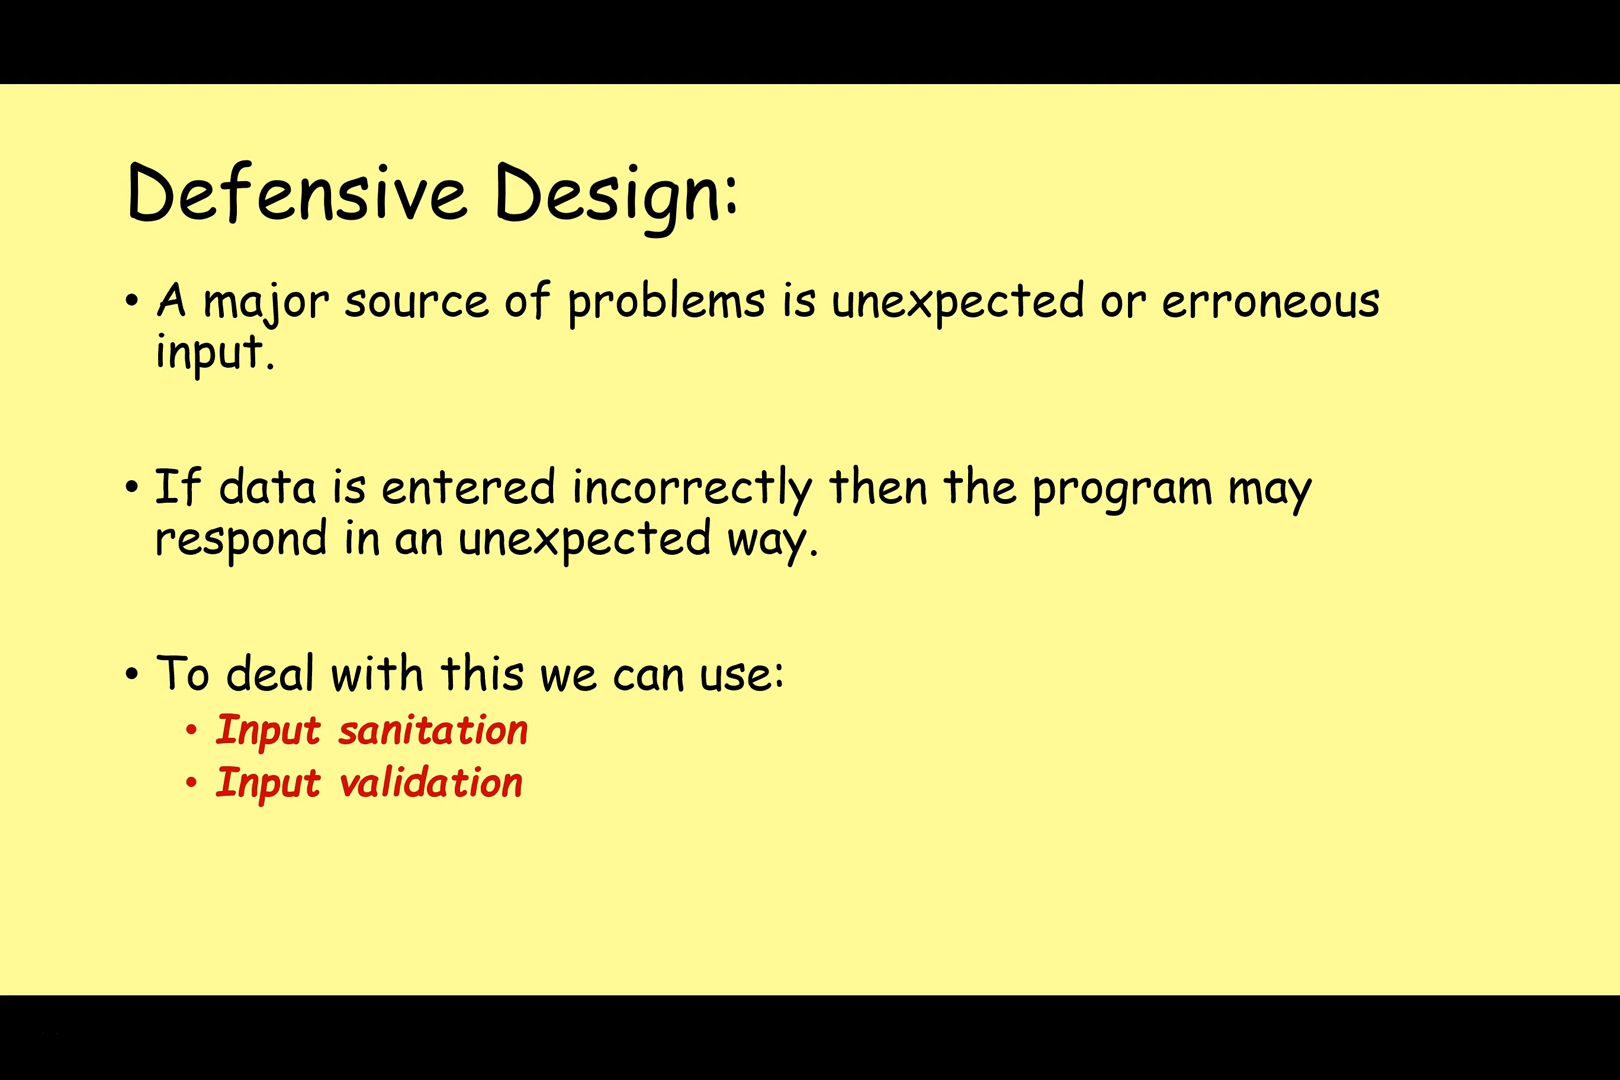 Defensive Design:
• A major source of problems is unexpected or erroneous
input.
• If data is entered incorrectly then the program may
respond in an unexpected way.
• To deal with this we can use:
• Input sanitation
• Input validation